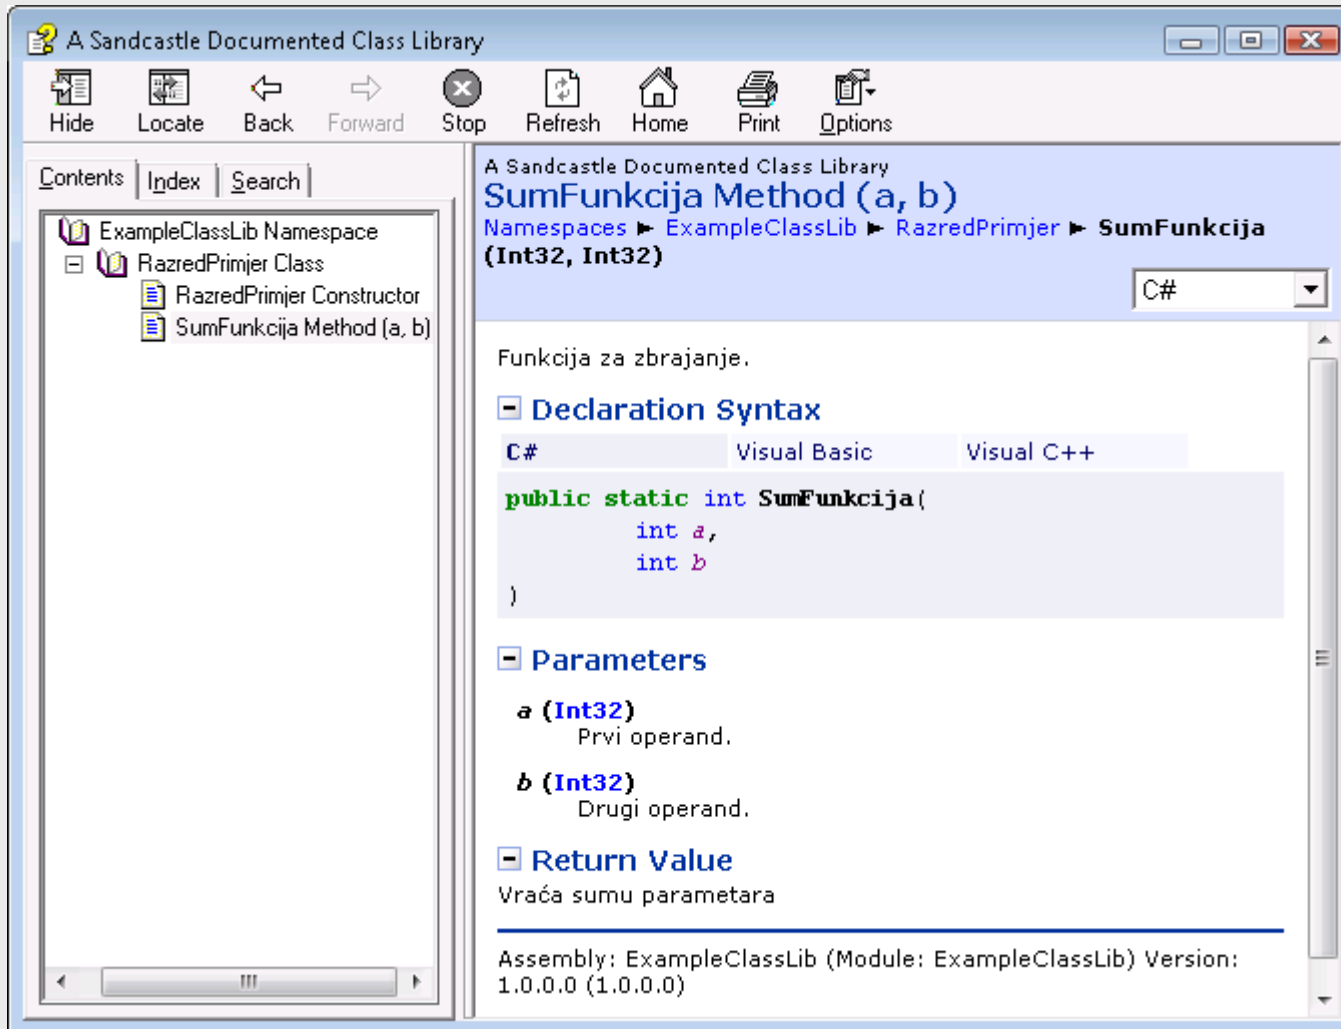 A Sandcastle Documented Class Library
Hide Locate Back Forward Stop Refresh Home Print Options
Contents Index Search
ExampleClassLib Namespace
RazredPrimjer Class
RazredPrimjer Constructor
SumFunkcija Method (a, b)
A Sandcastle Documented Class Library
SumFunkcija Method (a, b)
Namespaces ► ExampleClassLib ► RazredPrimjer ► SumFunkcija
(Int32, Int32)
C#
Funkcija za zbrajanje.
Declaration Syntax
C# Visual Basic Visual C++
public static int SumFunkcija(
int a,
int b
)
Parameters
a (Int32)
Prvi operand.
b (Int32)
Drugi operand.
Return Value
Vraća sumu parametara
Assembly: ExampleClassLib (Module: ExampleClassLib) Version:
1.0.0.0 (1.0.0.0)